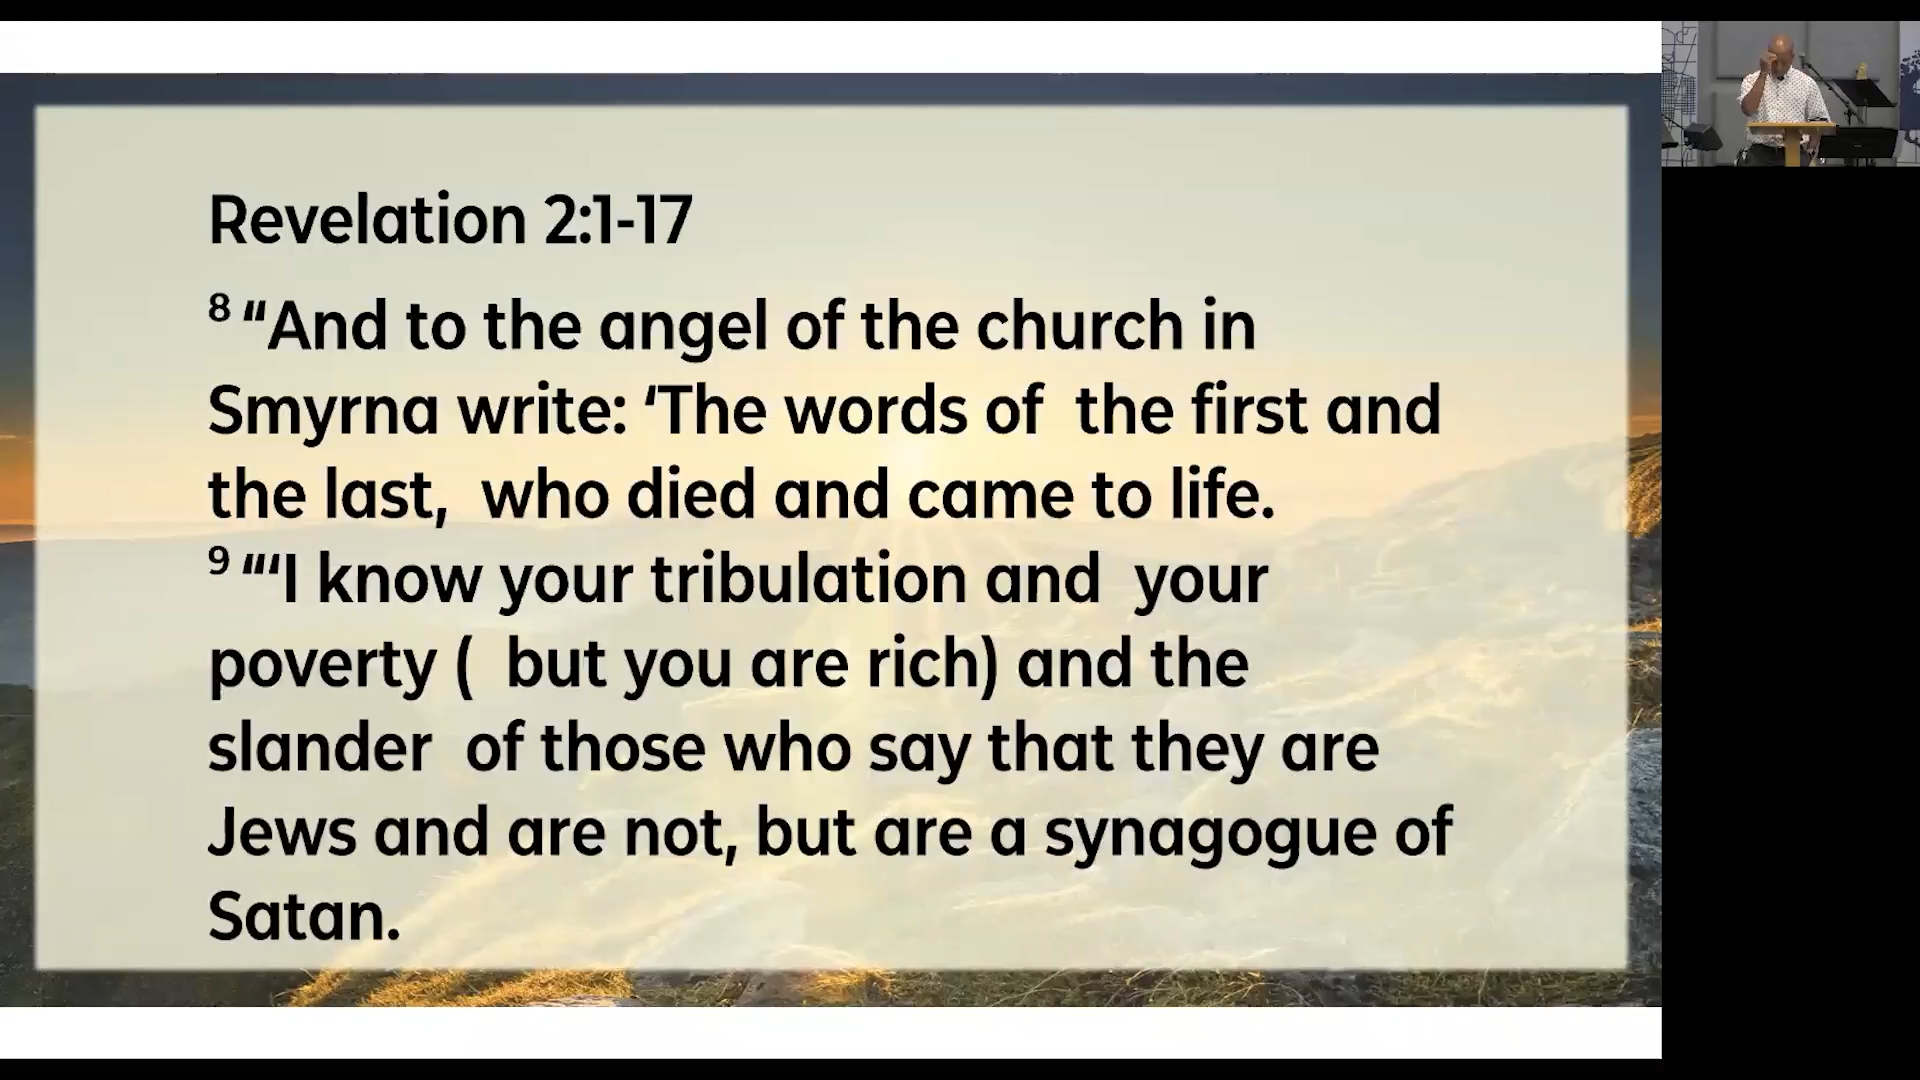 Revelation 2:1-17
8 “And to the angel of the church in
Smyrna write: ‘The words of  the first and
the last,  who died and came to life.
9 “‘I know your tribulation and  your
poverty (  but you are rich) and the
slander  of those who say that they are
Jews and are not, but are a synagogue of
Satan.